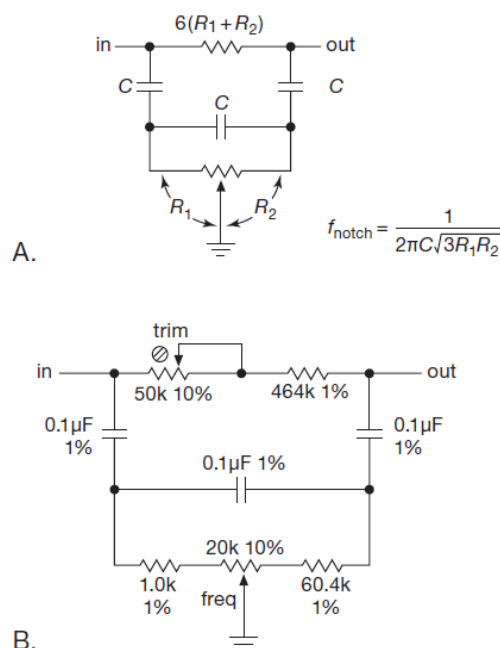 6(R₁+R₂)
in
out
C
C
C
R₁
R₂
fnotch = 1 / 2πC√3R₁R₂
A.
trim
in
out
50k 10%
464k 1%
0.1µF
1%
0.1µF
1%
0.1µF 1%
20k 10%
1.0k
1%
freq
60.4k
1%
B.